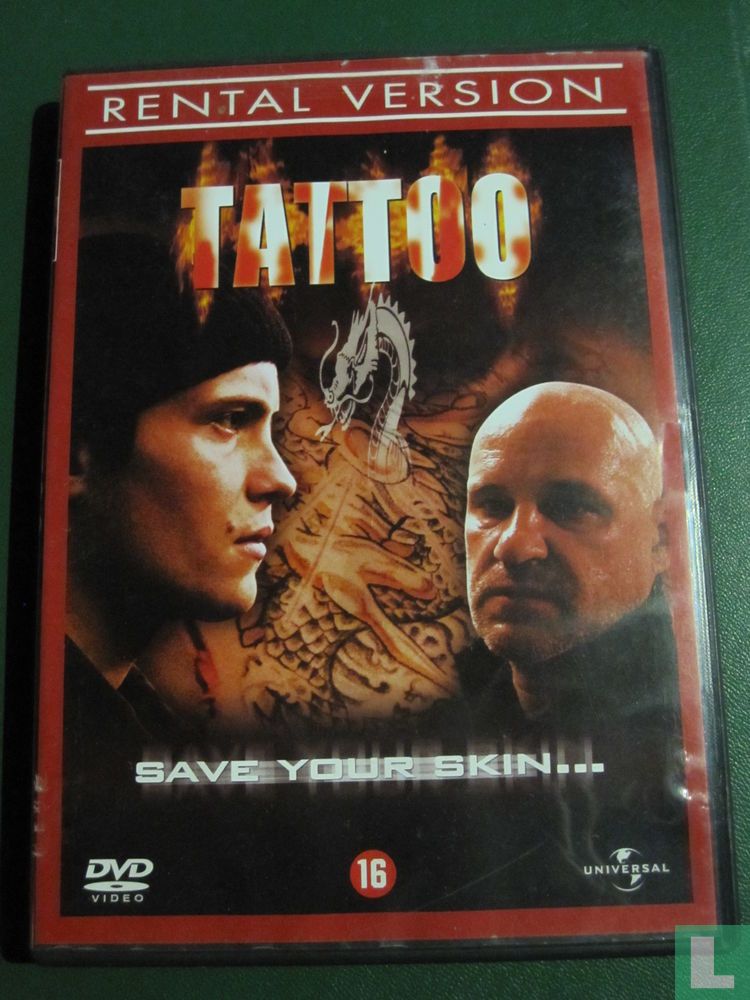 RENTAL VERSION
TATTOO
SAVE YOUR SKIN...
DVD
VIDEO
16
UNIVERSAL
L